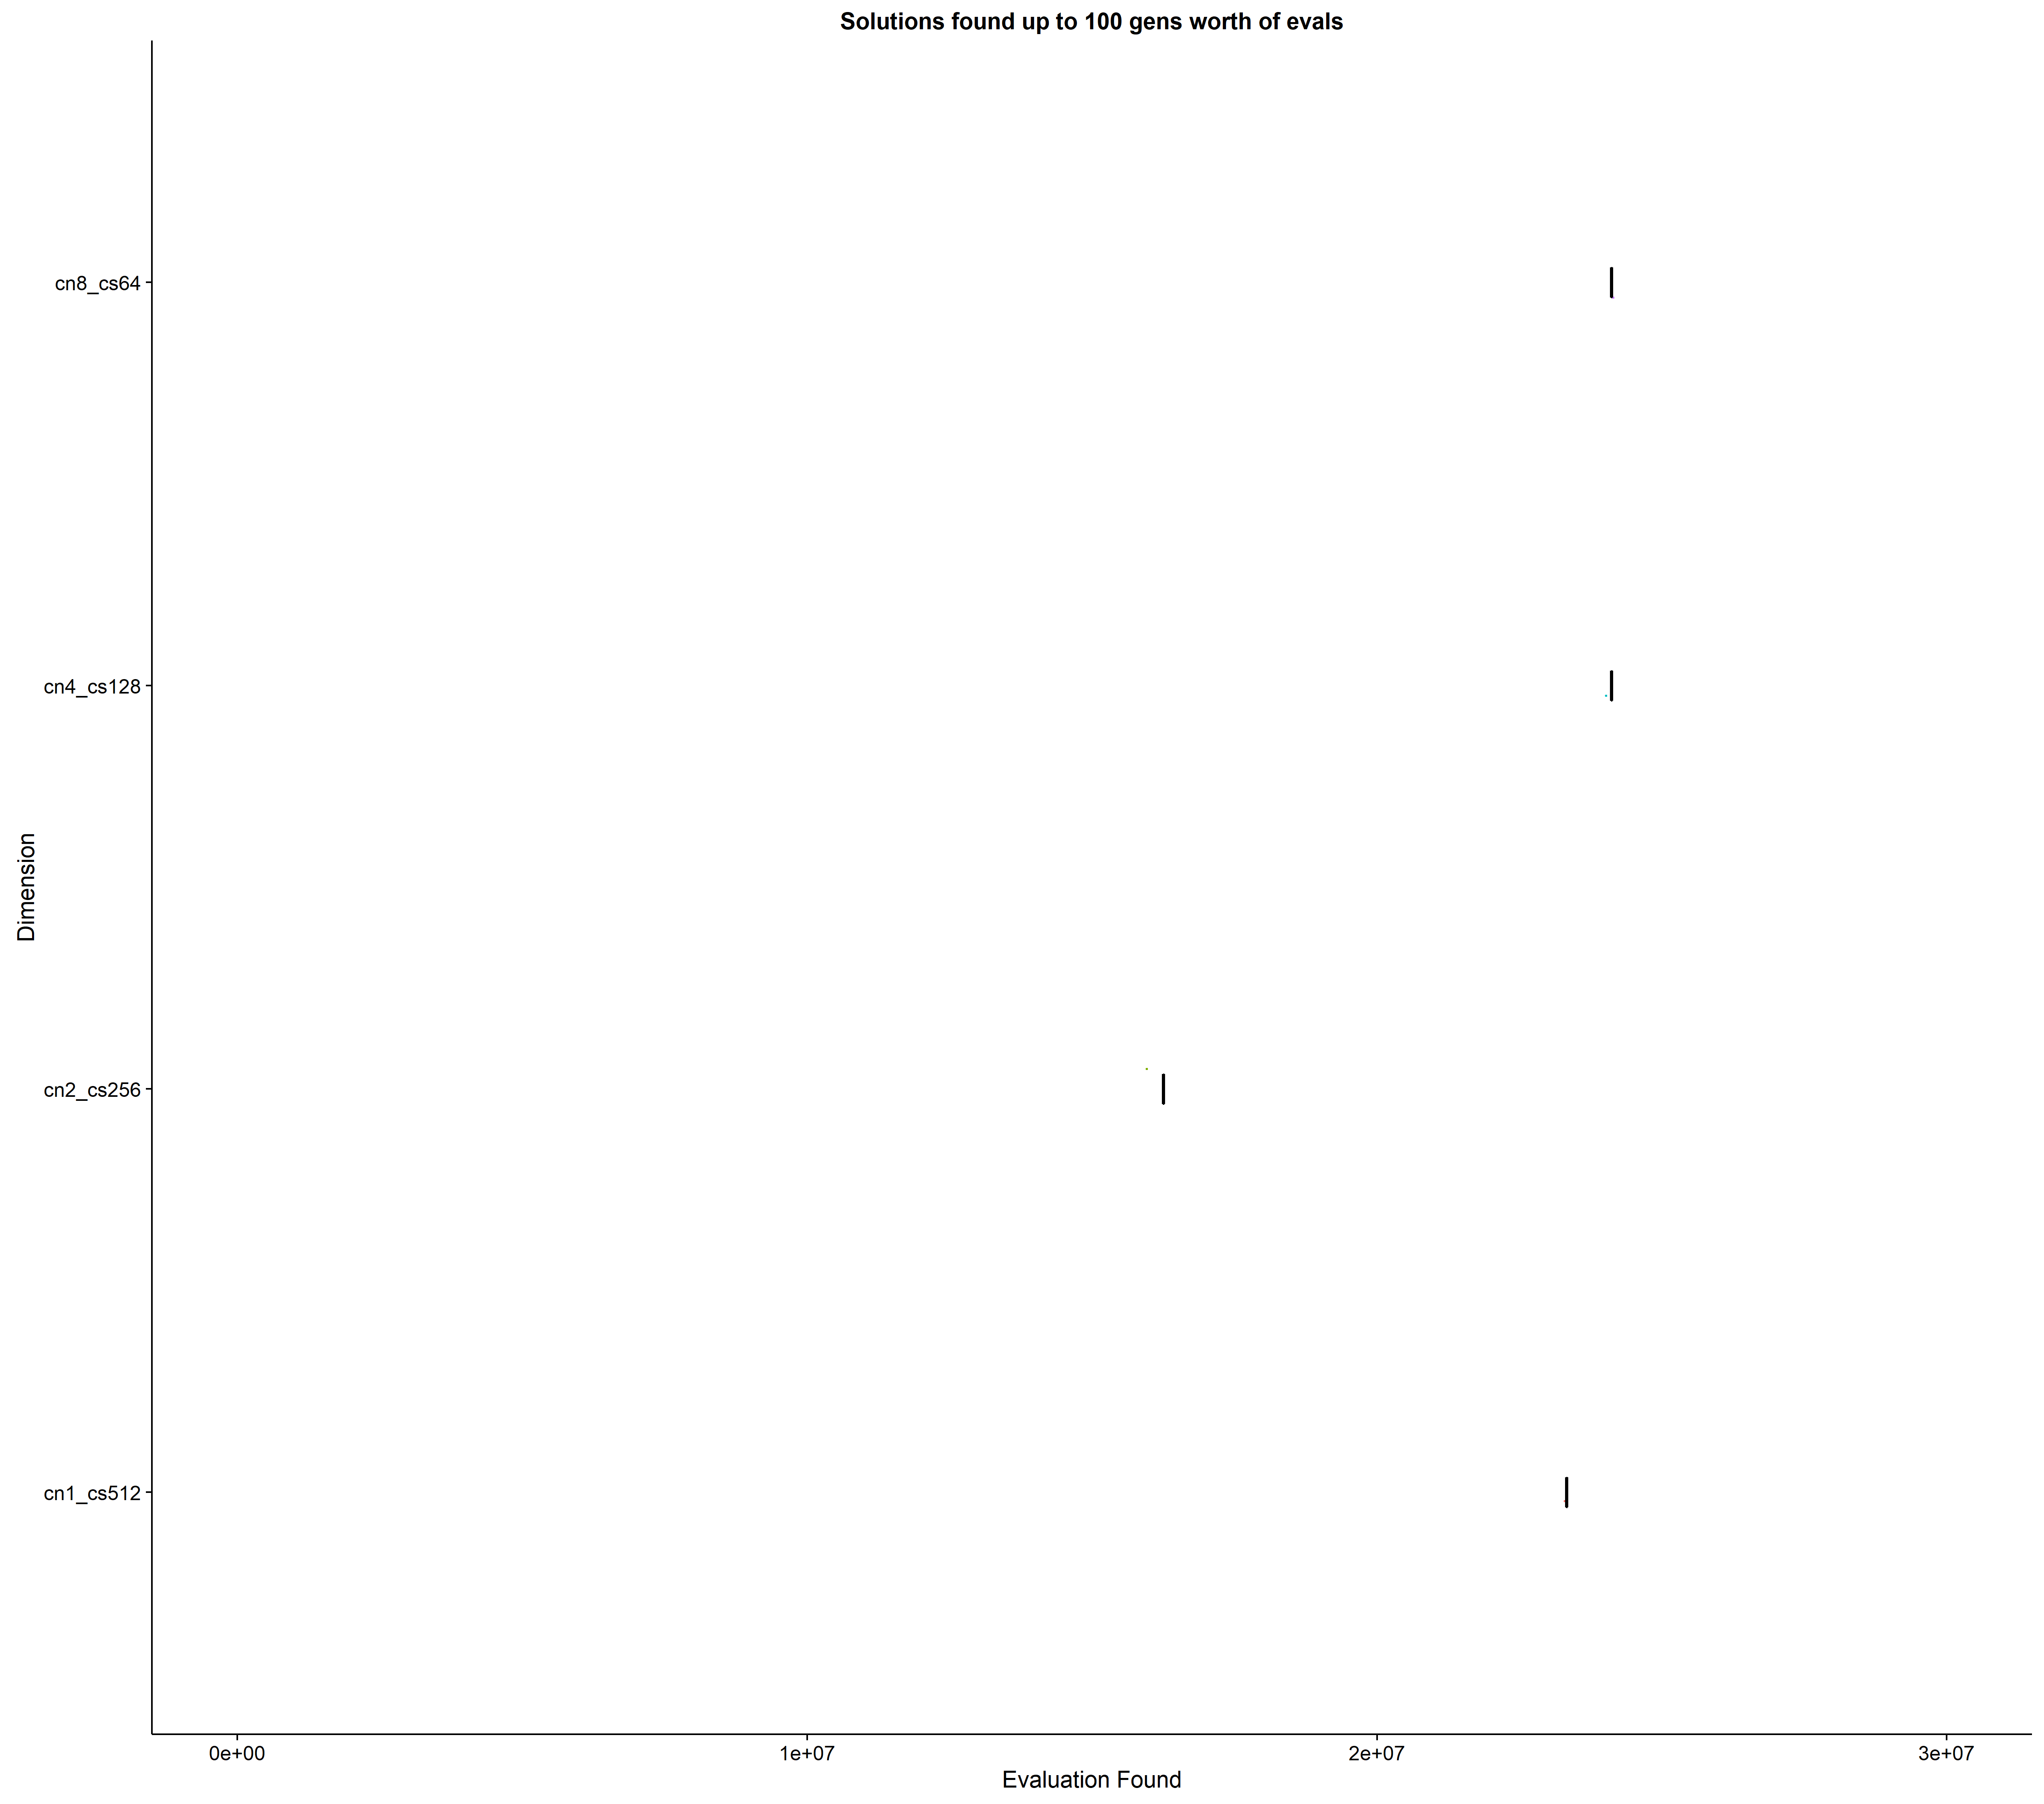 Solutions found up to 100 gens worth of evals
cn8_cs64
cn4_cs128
Dimension
cn2_cs256
cn1_cs512
0e+00 1e+07 2e+07 3e+07
Evaluation Found